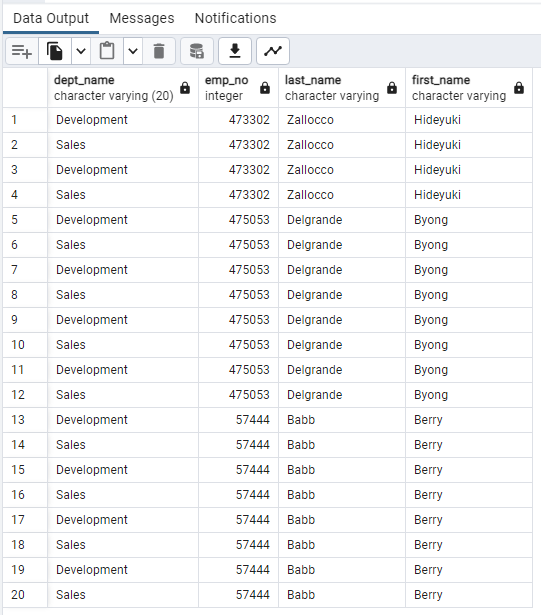 Data Output Messages Notifications
dept_name emp_no last_name first_name
character varying (20) integer character varying character varying
1 Development 473302 Zallocco Hideyuki
2 Sales 473302 Zallocco Hideyuki
3 Development 473302 Zallocco Hideyuki
4 Sales 473302 Zallocco Hideyuki
5 Development 475053 Delgrande Byong
6 Sales 475053 Delgrande Byong
7 Development 475053 Delgrande Byong
8 Sales 475053 Delgrande Byong
9 Development 475053 Delgrande Byong
10 Sales 475053 Delgrande Byong
11 Development 475053 Delgrande Byong
12 Sales 475053 Delgrande Byong
13 Development 57444 Babb Berry
14 Sales 57444 Babb Berry
15 Development 57444 Babb Berry
16 Sales 57444 Babb Berry
17 Development 57444 Babb Berry
18 Sales 57444 Babb Berry
19 Development 57444 Babb Berry
20 Sales 57444 Babb Berry